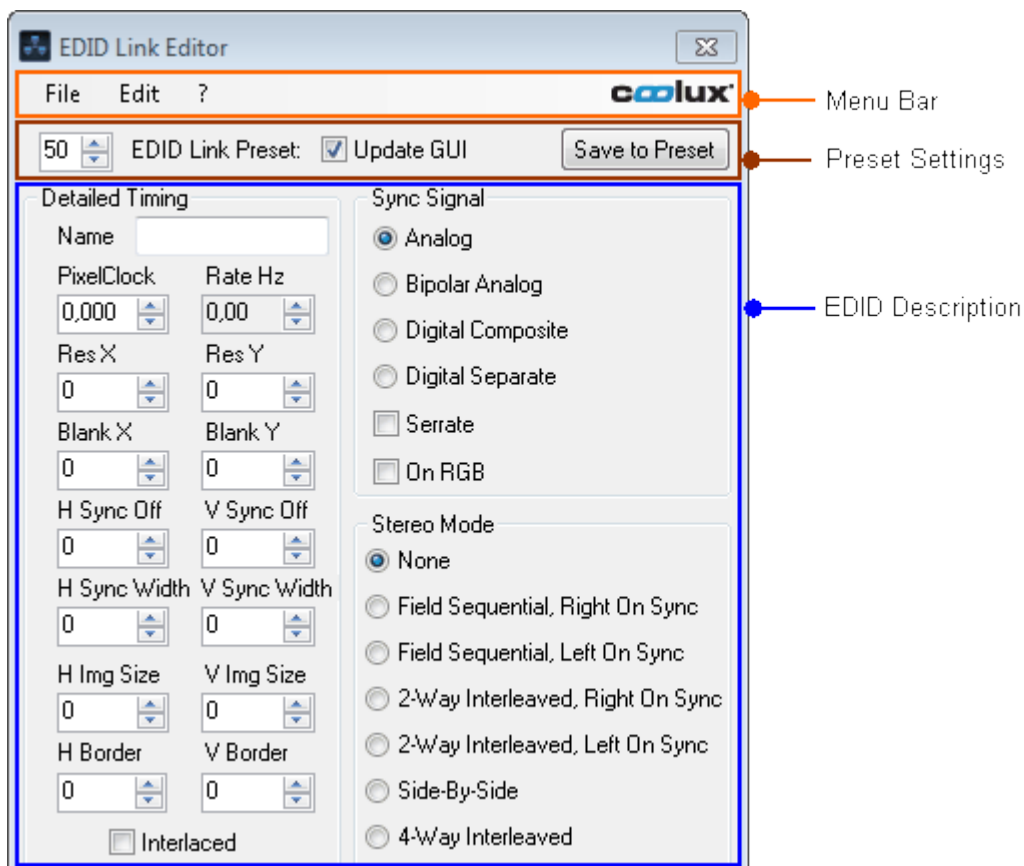 EDID Link Editor
File Edit ?
coolux
Menu Bar
50 EDID Link Preset: Update GUI Save to Preset
Preset Settings
Detailed Timing
Name
PixelClock Rate Hz
0,000 0,00
Res X Res Y
0 0
Blank X Blank Y
0 0
H Sync Off V Sync Off
0 0
H Sync Width V Sync Width
0 0
H Img Size V Img Size
0 0
H Border V Border
0 0
Interlaced
Sync Signal
Analog
Bipolar Analog
Digital Composite
Digital Separate
Serrate
On RGB
Stereo Mode
None
Field Sequential, Right On Sync
Field Sequential, Left On Sync
2-Way Interleaved, Right On Sync
2-Way Interleaved, Left On Sync
Side-By-Side
4-Way Interleaved
EDID Description